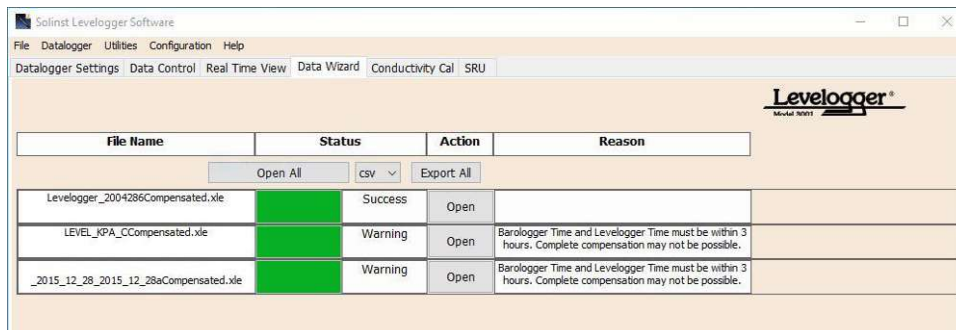 Solinst Levelogger Software
File Datalogger Utilities Configuration Help
Datalogger Settings Data Control Real Time View Data Wizard Conductivity Cal SRU
Levelogger®
Model 3001
File Name Status Action Reason
Open All csv Export All
Levelogger_2004286Compensated.xle Success Open
LEVEL_KPA_CCompensated.xle Warning Open Barologger Time and Levelogger Time must be within 3
hours. Complete compensation may not be possible.
_2015_12_28_2015_12_28aCompensated.xle Warning Open Barologger Time and Levelogger Time must be within 3
hours. Complete compensation may not be possible.